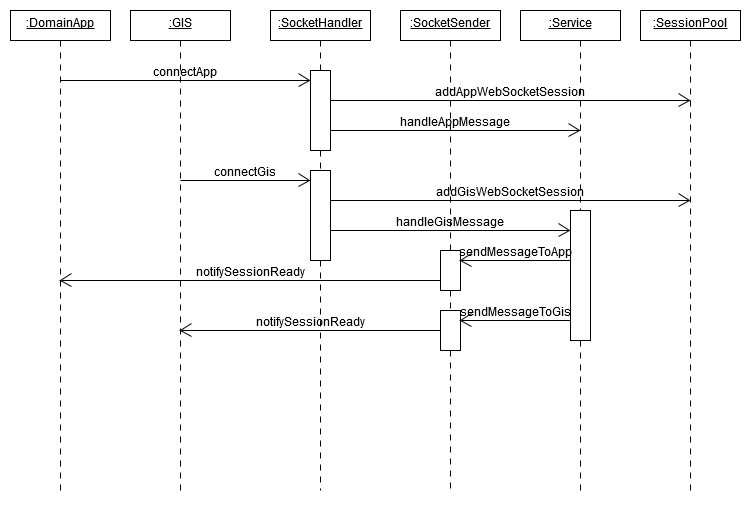 :DomainApp
:GIS
:SocketHandler
:SocketSender
:Service
:SessionPool
connectApp
addAppWebSocketSession
handleAppMessage
connectGis
addGisWebSocketSession
handleGisMessage
sendMessageToApp
notifySessionReady
sendMessageToGis
notifySessionReady